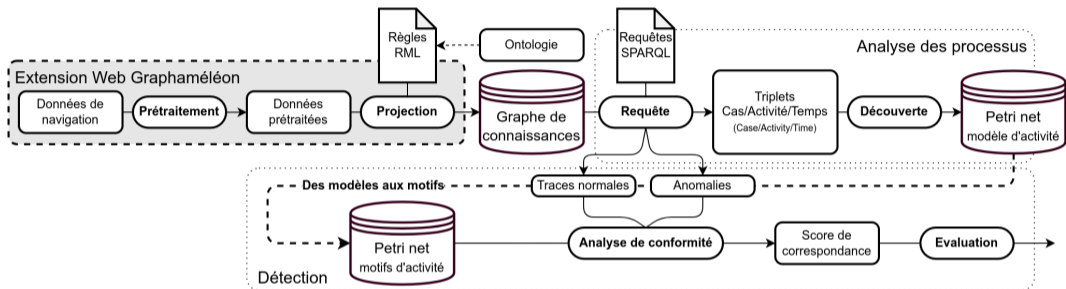 Règles
RML
Ontologie
Requêtes
SPARQL
Analyse des processus
Extension Web Graphaméléon
Données de
navigation
Prétraitement
Données
prétraitées
Projection
Graphe de
connaissances
Requête
Triplets
Cas/Activité/Temps
(Case/Activity/Time)
Découverte
Petri net
modèle d'activité
Des modèles aux motifs
Traces normales
Anomalies
Petri net
motifs d'activité
Analyse de conformité
Score de
correspondance
Evaluation
Détection